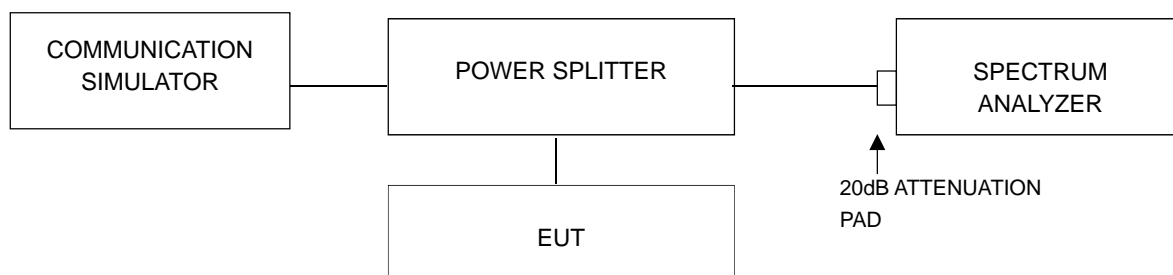 COMMUNICATION
SIMULATOR
POWER SPLITTER
SPECTRUM
ANALYZER
20dB ATTENUATION
PAD
EUT